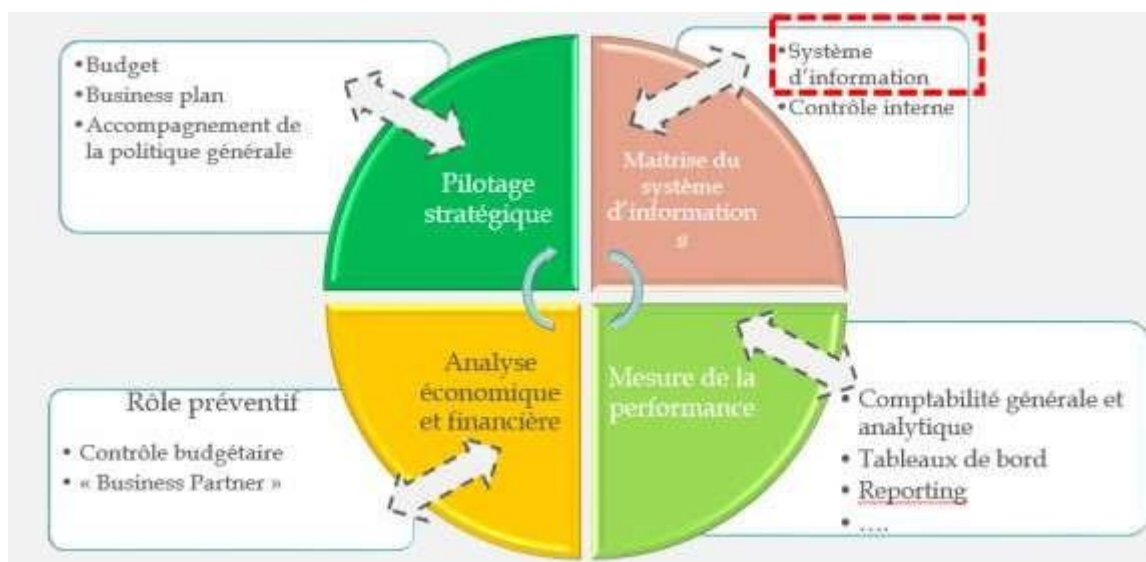 •Budget
•Business plan
•Accompagnement de
la politique générale
Pilotage
stratégique
•Système
d'information
•Contrôle interne
Maitrise du
système
d'information
s
Rôle préventif
• Contrôle budgétaire
• « Business Partner »
Analyse
économique
et financière
Mesure de la
performance
• Comptabilité générale et
analytique
• Tableaux de bord
• Reporting
• ....